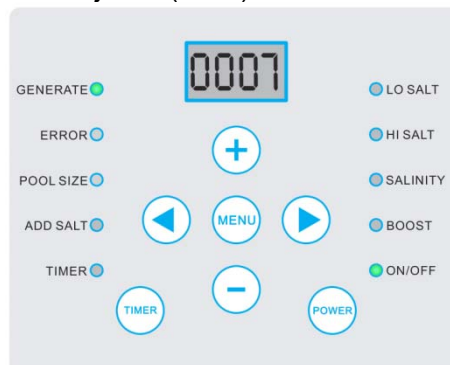 0007
GENERATE
LO SALT
ERROR
HI SALT
+
POOL SIZE
SALINITY
ADD SALT
MENU
BOOST
TIMER
ON/OFF
−
TIMER
POWER